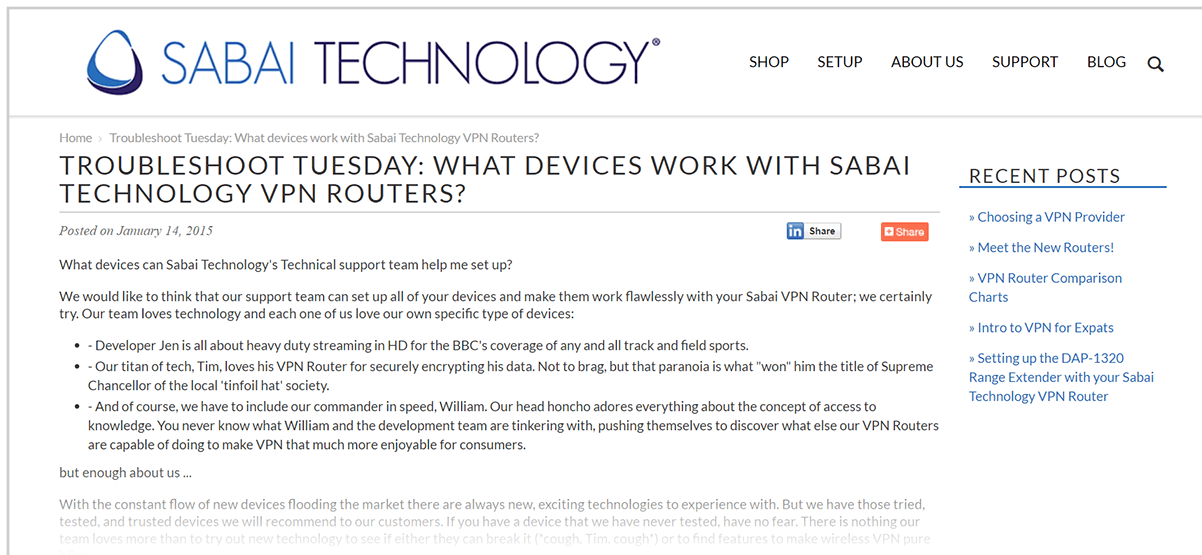 SABAI TECHNOLOGY®
SHOP SETUP ABOUT US SUPPORT BLOG
Home › Troubleshoot Tuesday: What devices work with Sabai Technology VPN Routers?
TROUBLESHOOT TUESDAY: WHAT DEVICES WORK WITH SABAI
TECHNOLOGY VPN ROUTERS?
Posted on January 14, 2015
in Share
Share
What devices can Sabai Technology's Technical support team help me set up?
We would like to think that our support team can set up all of your devices and make them work flawlessly with your Sabai VPN Router; we certainly
try. Our team loves technology and each one of us love our own specific type of devices:
• - Developer Jen is all about heavy duty streaming in HD for the BBC's coverage of any and all track and field sports.
• - Our titan of tech, Tim, loves his VPN Router for securely encrypting his data. Not to brag, but that paranoia is what "won" him the title of Supreme
Chancellor of the local 'tinfoil hat' society.
• - And of course, we have to include our commander in speed, William. Our head honcho adores everything about the concept of access to
knowledge. You never know what William and the development team are tinkering with, pushing themselves to discover what else our VPN Routers
are capable of doing to make VPN that much more enjoyable for consumers.
but enough about us ...
With the constant flow of new devices flooding the market there are always new, exciting technologies to experience with. But we have those tried,
tested, and trusted devices we will recommend to our customers. If you have a device that we have never tested, have no fear. There is nothing our
team loves more than to try out new technology to see if either they can break it (*cough, Tim, cough*) or to find features to make wireless VPN pure
RECENT POSTS
» Choosing a VPN Provider
» Meet the New Routers!
» VPN Router Comparison
Charts
» Intro to VPN for Expats
» Setting up the DAP-1320
Range Extender with your Sabai
Technology VPN Router